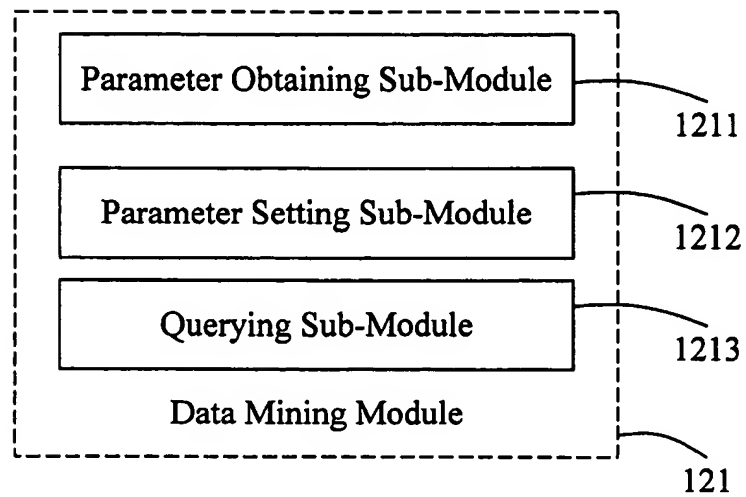 Parameter Obtaining Sub-Module
1211
Parameter Setting Sub-Module
1212
Querying Sub-Module
1213
Data Mining Module
121